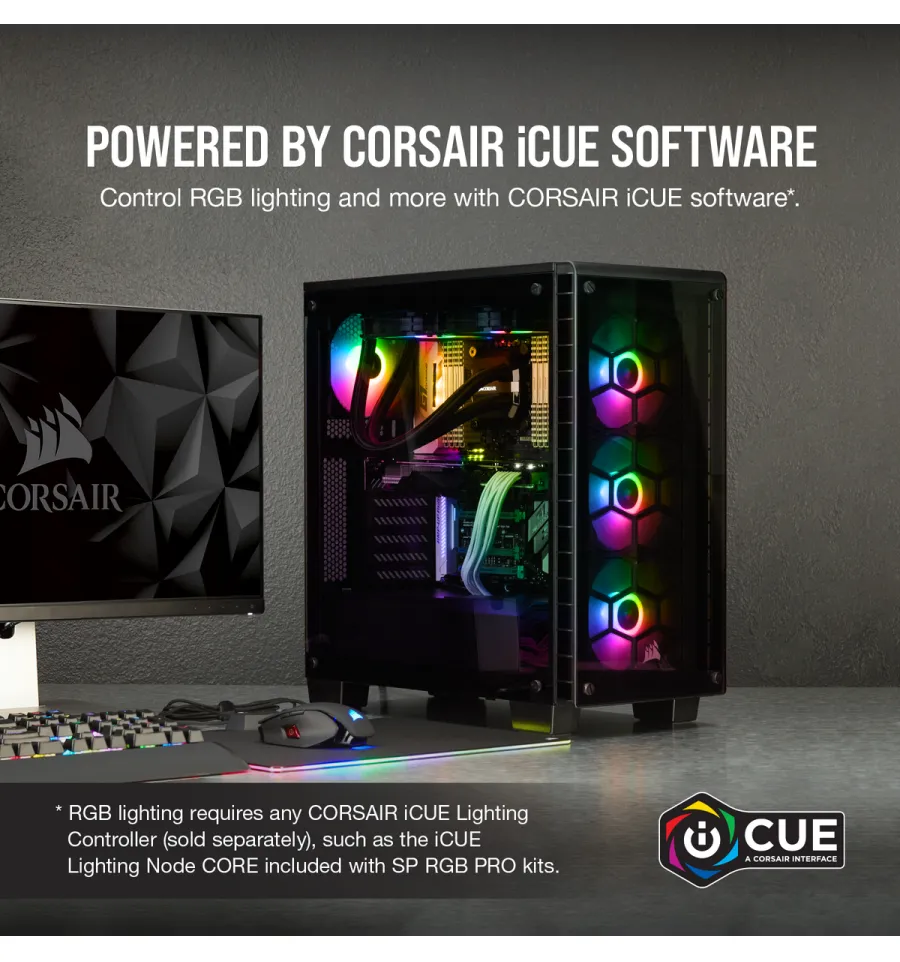 POWERED BY CORSAIR iCUE SOFTWARE
Control RGB lighting and more with CORSAIR iCUE software*.
CORSAIR
* RGB lighting requires any CORSAIR iCUE Lighting
Controller (sold separately), such as the iCUE
Lighting Node CORE included with SP RGB PRO kits.
i CUE
A CORSAIR INTERFACE